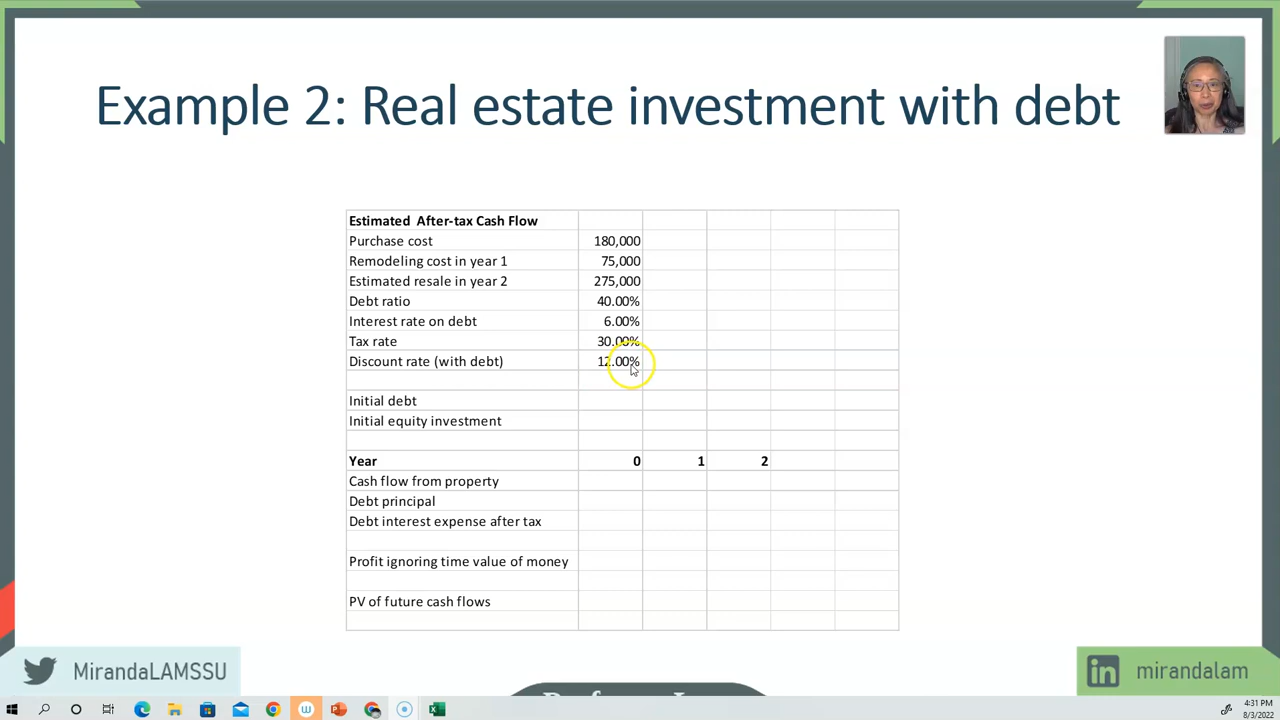 Example 2: Real estate investment with debt
Estimated After-tax Cash Flow
Purchase cost 180,000
Remodeling cost in year 1 75,000
Estimated resale in year 2 275,000
Debt ratio 40.00%
Interest rate on debt 6.00%
Tax rate 30.00%
Discount rate (with debt) 12.00%
Initial debt
Initial equity investment
Year 0 1 2
Cash flow from property
Debt principal
Debt interest expense after tax
Profit ignoring time value of money
PV of future cash flows
MirandaLAMSSU
in mirandalam
4:31 PM
8/3/2022